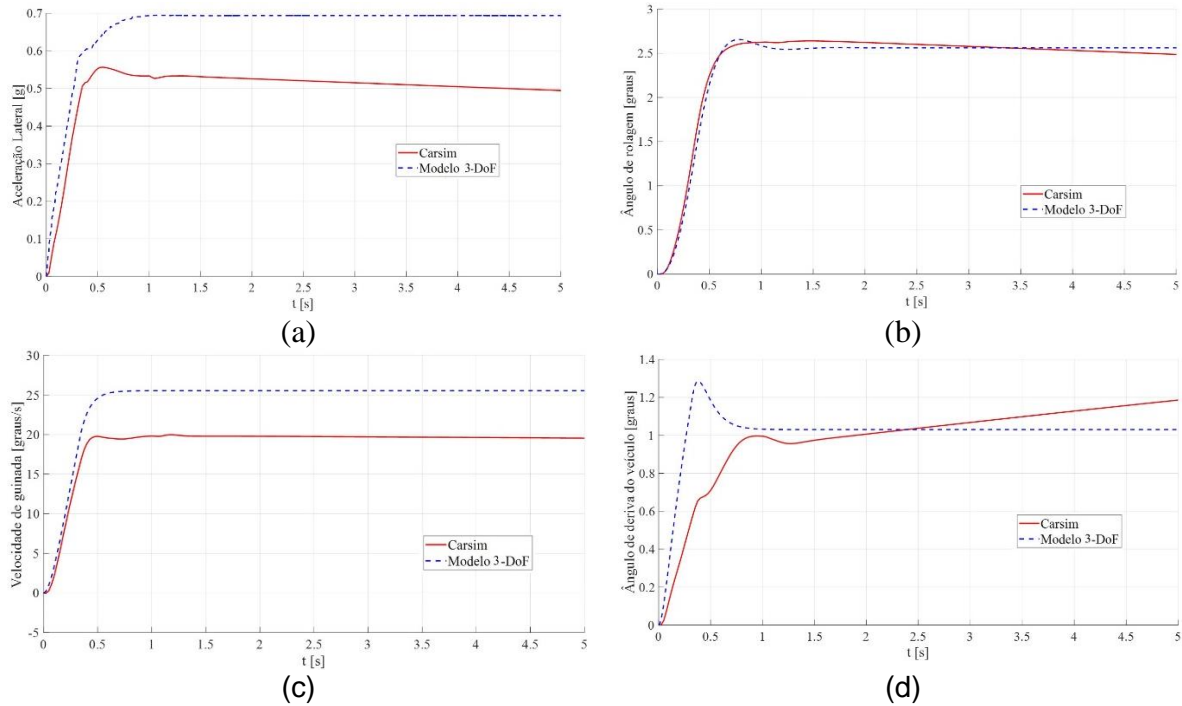 0.7
0.6
0.5
0.4
0.3
0.2
0.1
0
Aceleração Lateral [g]
Carsim
Modelo 3-DoF
0 0.5 1 1.5 2 2.5 3 3.5 4 4.5 5
t [s]
(a)
3
2.5
2
1.5
1
0.5
0
Ângulo de rolagem [graus]
Carsim
Modelo 3-DoF
0 0.5 1 1.5 2 2.5 3 3.5 4 4.5 5
t [s]
(b)
30
25
20
15
10
5
0
-5
Velocidade de guinada [graus/s]
Carsim
Modelo 3-DoF
0 0.5 1 1.5 2 2.5 3 3.5 4 4.5 5
t [s]
(c)
1.4
1.2
1
0.8
0.6
0.4
0.2
0
Ângulo de deriva do veículo [graus]
Carsim
Modelo 3-DoF
0 0.5 1 1.5 2 2.5 3 3.5 4 4.5 5
t [s]
(d)